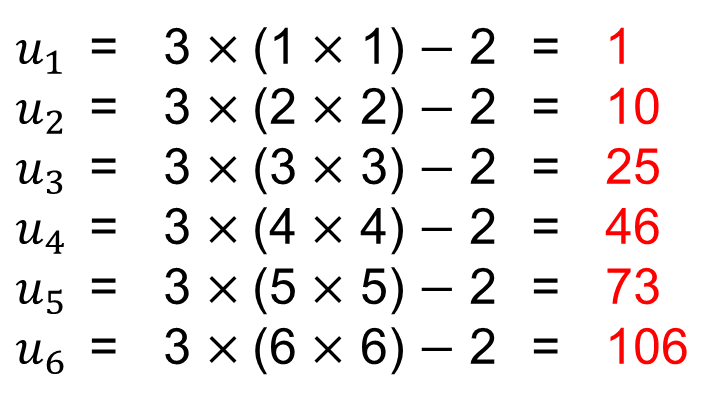 u₁ = 3 × (1 × 1) − 2 = 1
u₂ = 3 × (2 × 2) − 2 = 10
u₃ = 3 × (3 × 3) − 2 = 25
u₄ = 3 × (4 × 4) − 2 = 46
u₅ = 3 × (5 × 5) − 2 = 73
u₆ = 3 × (6 × 6) − 2 = 106